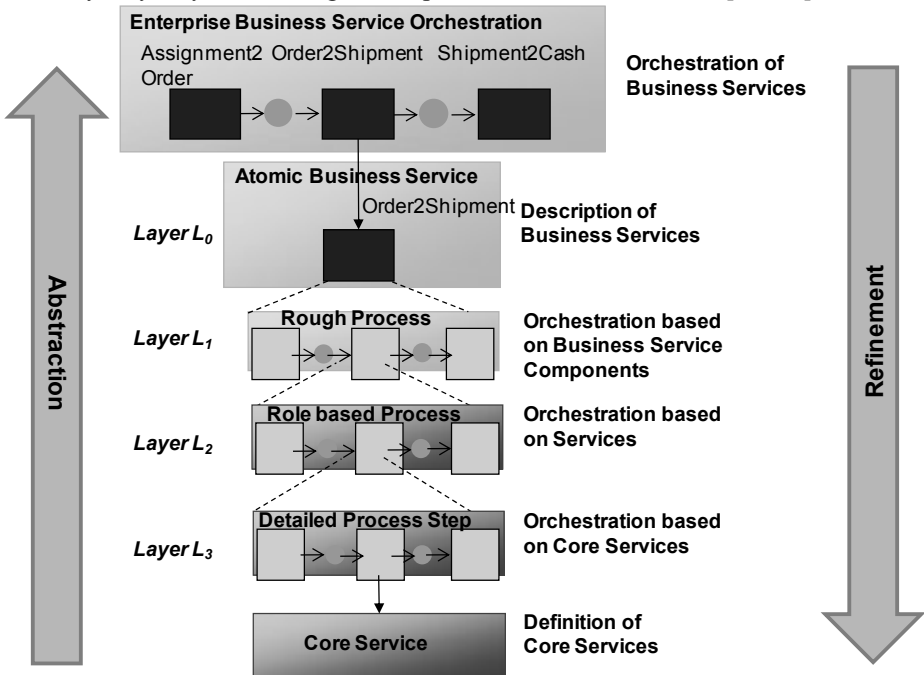 Enterprise Business Service Orchestration
Assignment2 Order2Shipment Shipment2Cash
Order
Orchestration of
Business Services
Atomic Business Service
Order2Shipment
Layer L0
Description of
Business Services
Abstraction
Refinement
Rough Process
Layer L1
Orchestration based
on Business Service
Components
Role based Process
Layer L2
Orchestration based
on Services
Detailed Process Step
Layer L3
Orchestration based
on Core Services
Core Service
Definition of
Core Services